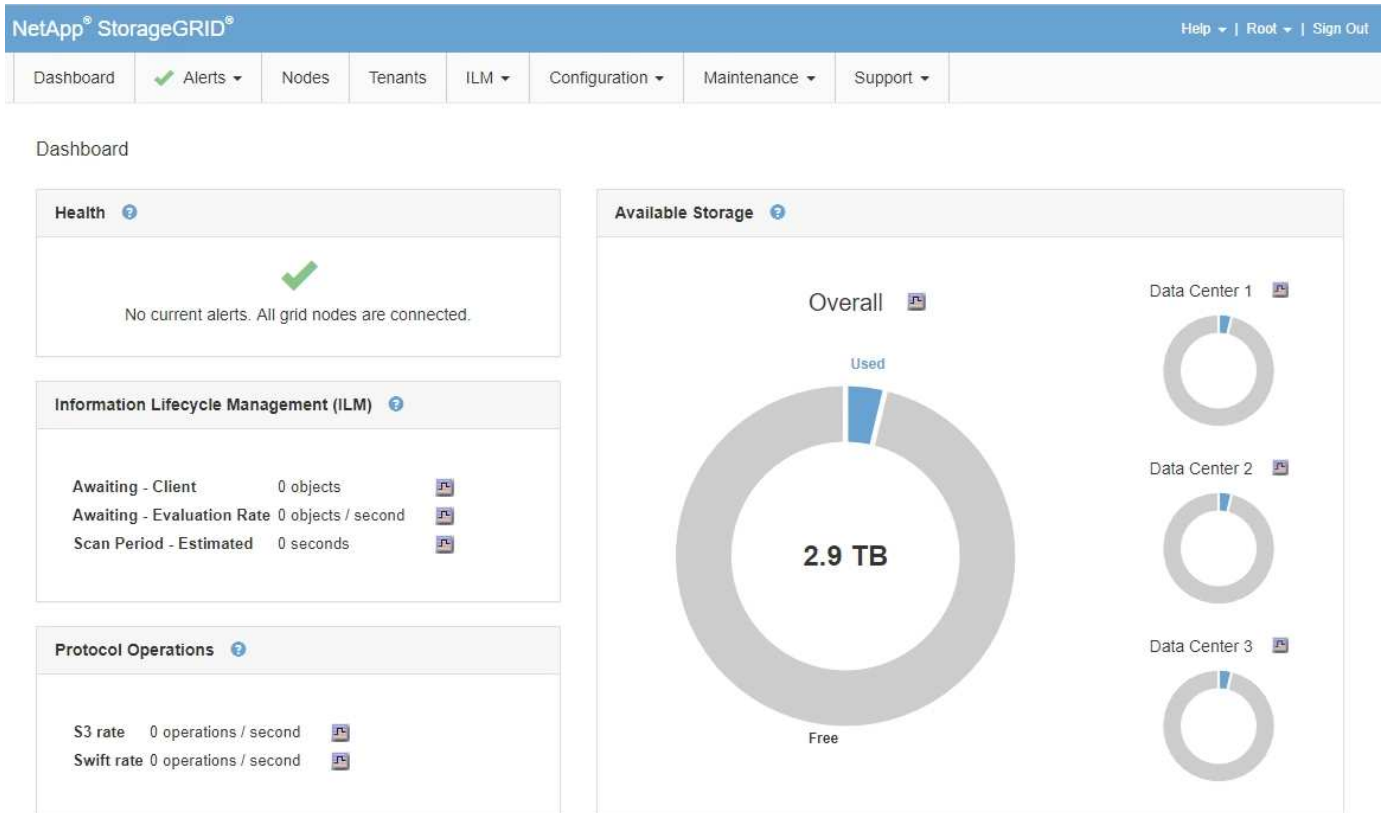 NetApp® StorageGRID®
Help | Root | Sign Out
Dashboard
Alerts
Nodes
Tenants
ILM
Configuration
Maintenance
Support
Dashboard
Health
No current alerts. All grid nodes are connected.
Information Lifecycle Management (ILM)
Awaiting - Client 0 objects
Awaiting - Evaluation Rate 0 objects / second
Scan Period - Estimated 0 seconds
Protocol Operations
S3 rate 0 operations / second
Swift rate 0 operations / second
Available Storage
Overall
Used
2.9 TB
Free
Data Center 1
Data Center 2
Data Center 3